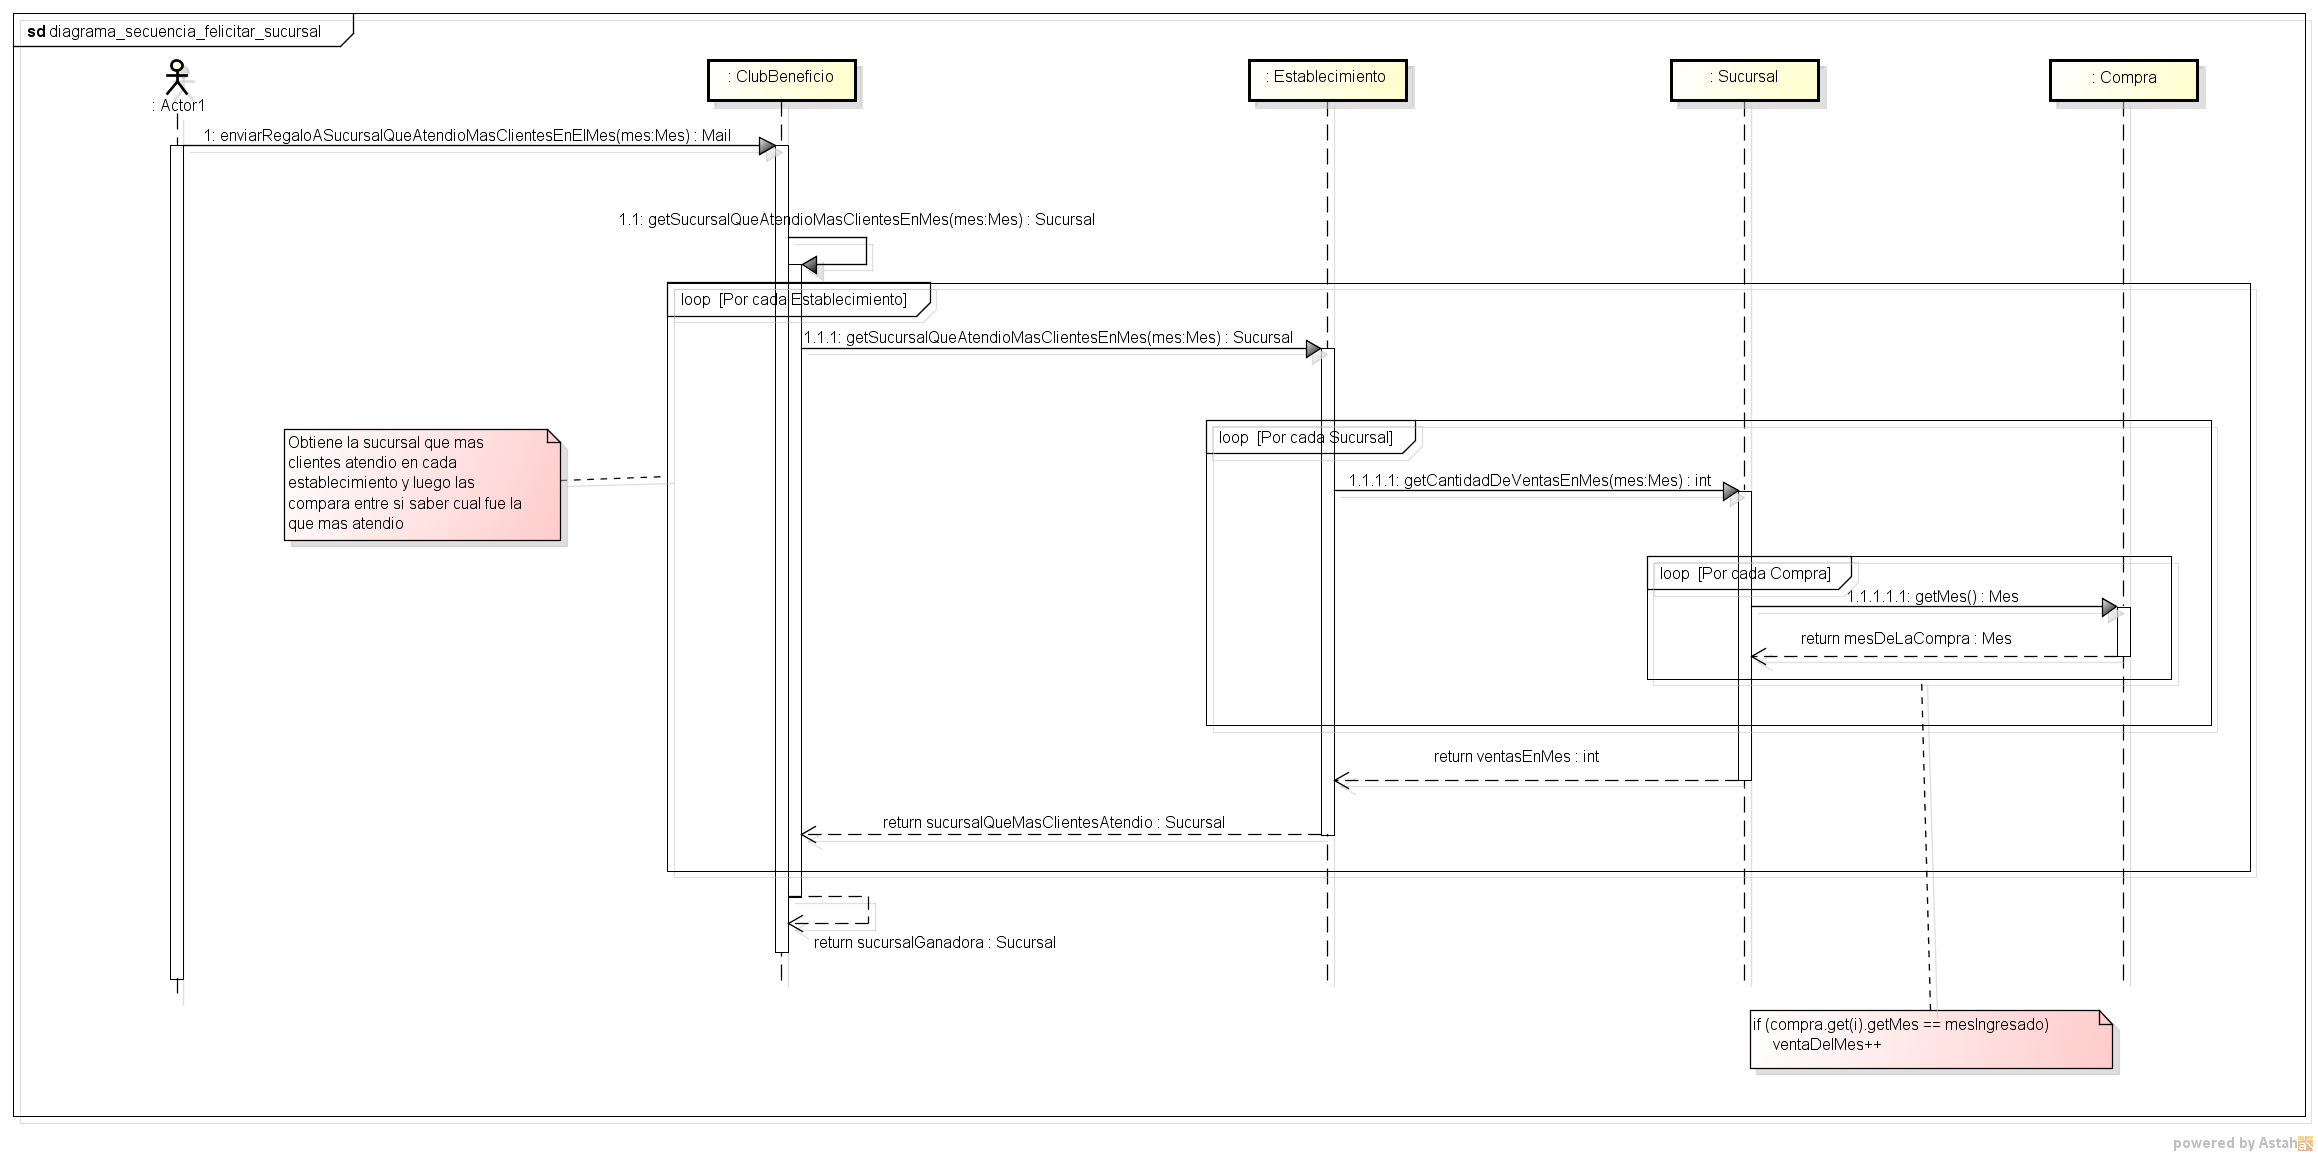 sd diagrama_secuencia_felicitar_sucursal
: Actor1
: ClubBeneficio
: Establecimiento
: Sucursal
: Compra
1: enviarRegaloASucursalQueAtendioMasClientesEnElMes(mes:Mes) : Mail
1.1: getSucursalQueAtendioMasClientesEnMes(mes:Mes) : Sucursal
loop [Por cada Establecimiento]
1.1.1: getSucursalQueAtendioMasClientesEnMes(mes:Mes) : Sucursal
Obtiene la sucursal que mas
clientes atendio en cada
establecimiento y luego las
compara entre si saber cual fue la
que mas atendio
loop [Por cada Sucursal]
1.1.1.1: getCantidadDeVentasEnMes(mes:Mes) : int
loop [Por cada Compra]
1.1.1.1.1: getMes() : Mes
return mesDeLaCompra : Mes
return ventasEnMes : int
return sucursalQueMasClientesAtendio : Sucursal
return sucursalGanadora : Sucursal
if (compra.get(i).getMes == mesIngresado)
ventaDelMes++
powered by Astah